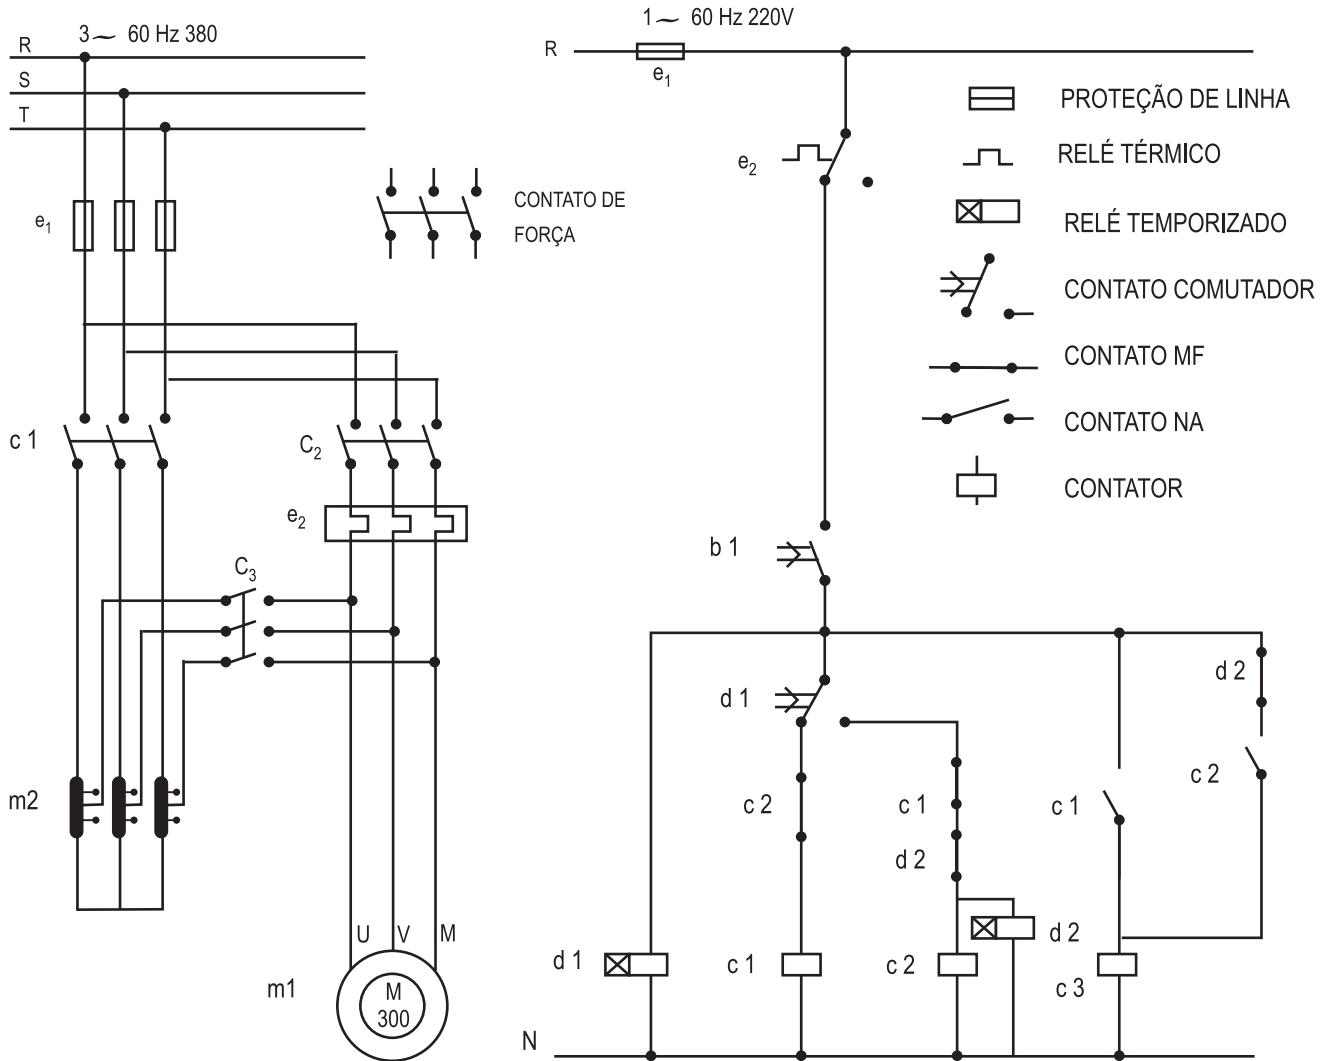 3~ 60 Hz 380
R
S
T
e1
CONTATO DE
FORÇA
c 1
C2
e2
C3
m2
U V M
m1
M
300
1~ 60 Hz 220V
R
e1
e2
b 1
d 1
c 2
c 1
d 2
c 1
d 2
c 2
d 1
c 1
c 2
d 2
c 3
N
PROTEÇÃO DE LINHA
RELÉ TÉRMICO
RELÉ TEMPORIZADO
CONTATO COMUTADOR
CONTATO MF
CONTATO NA
CONTATOR